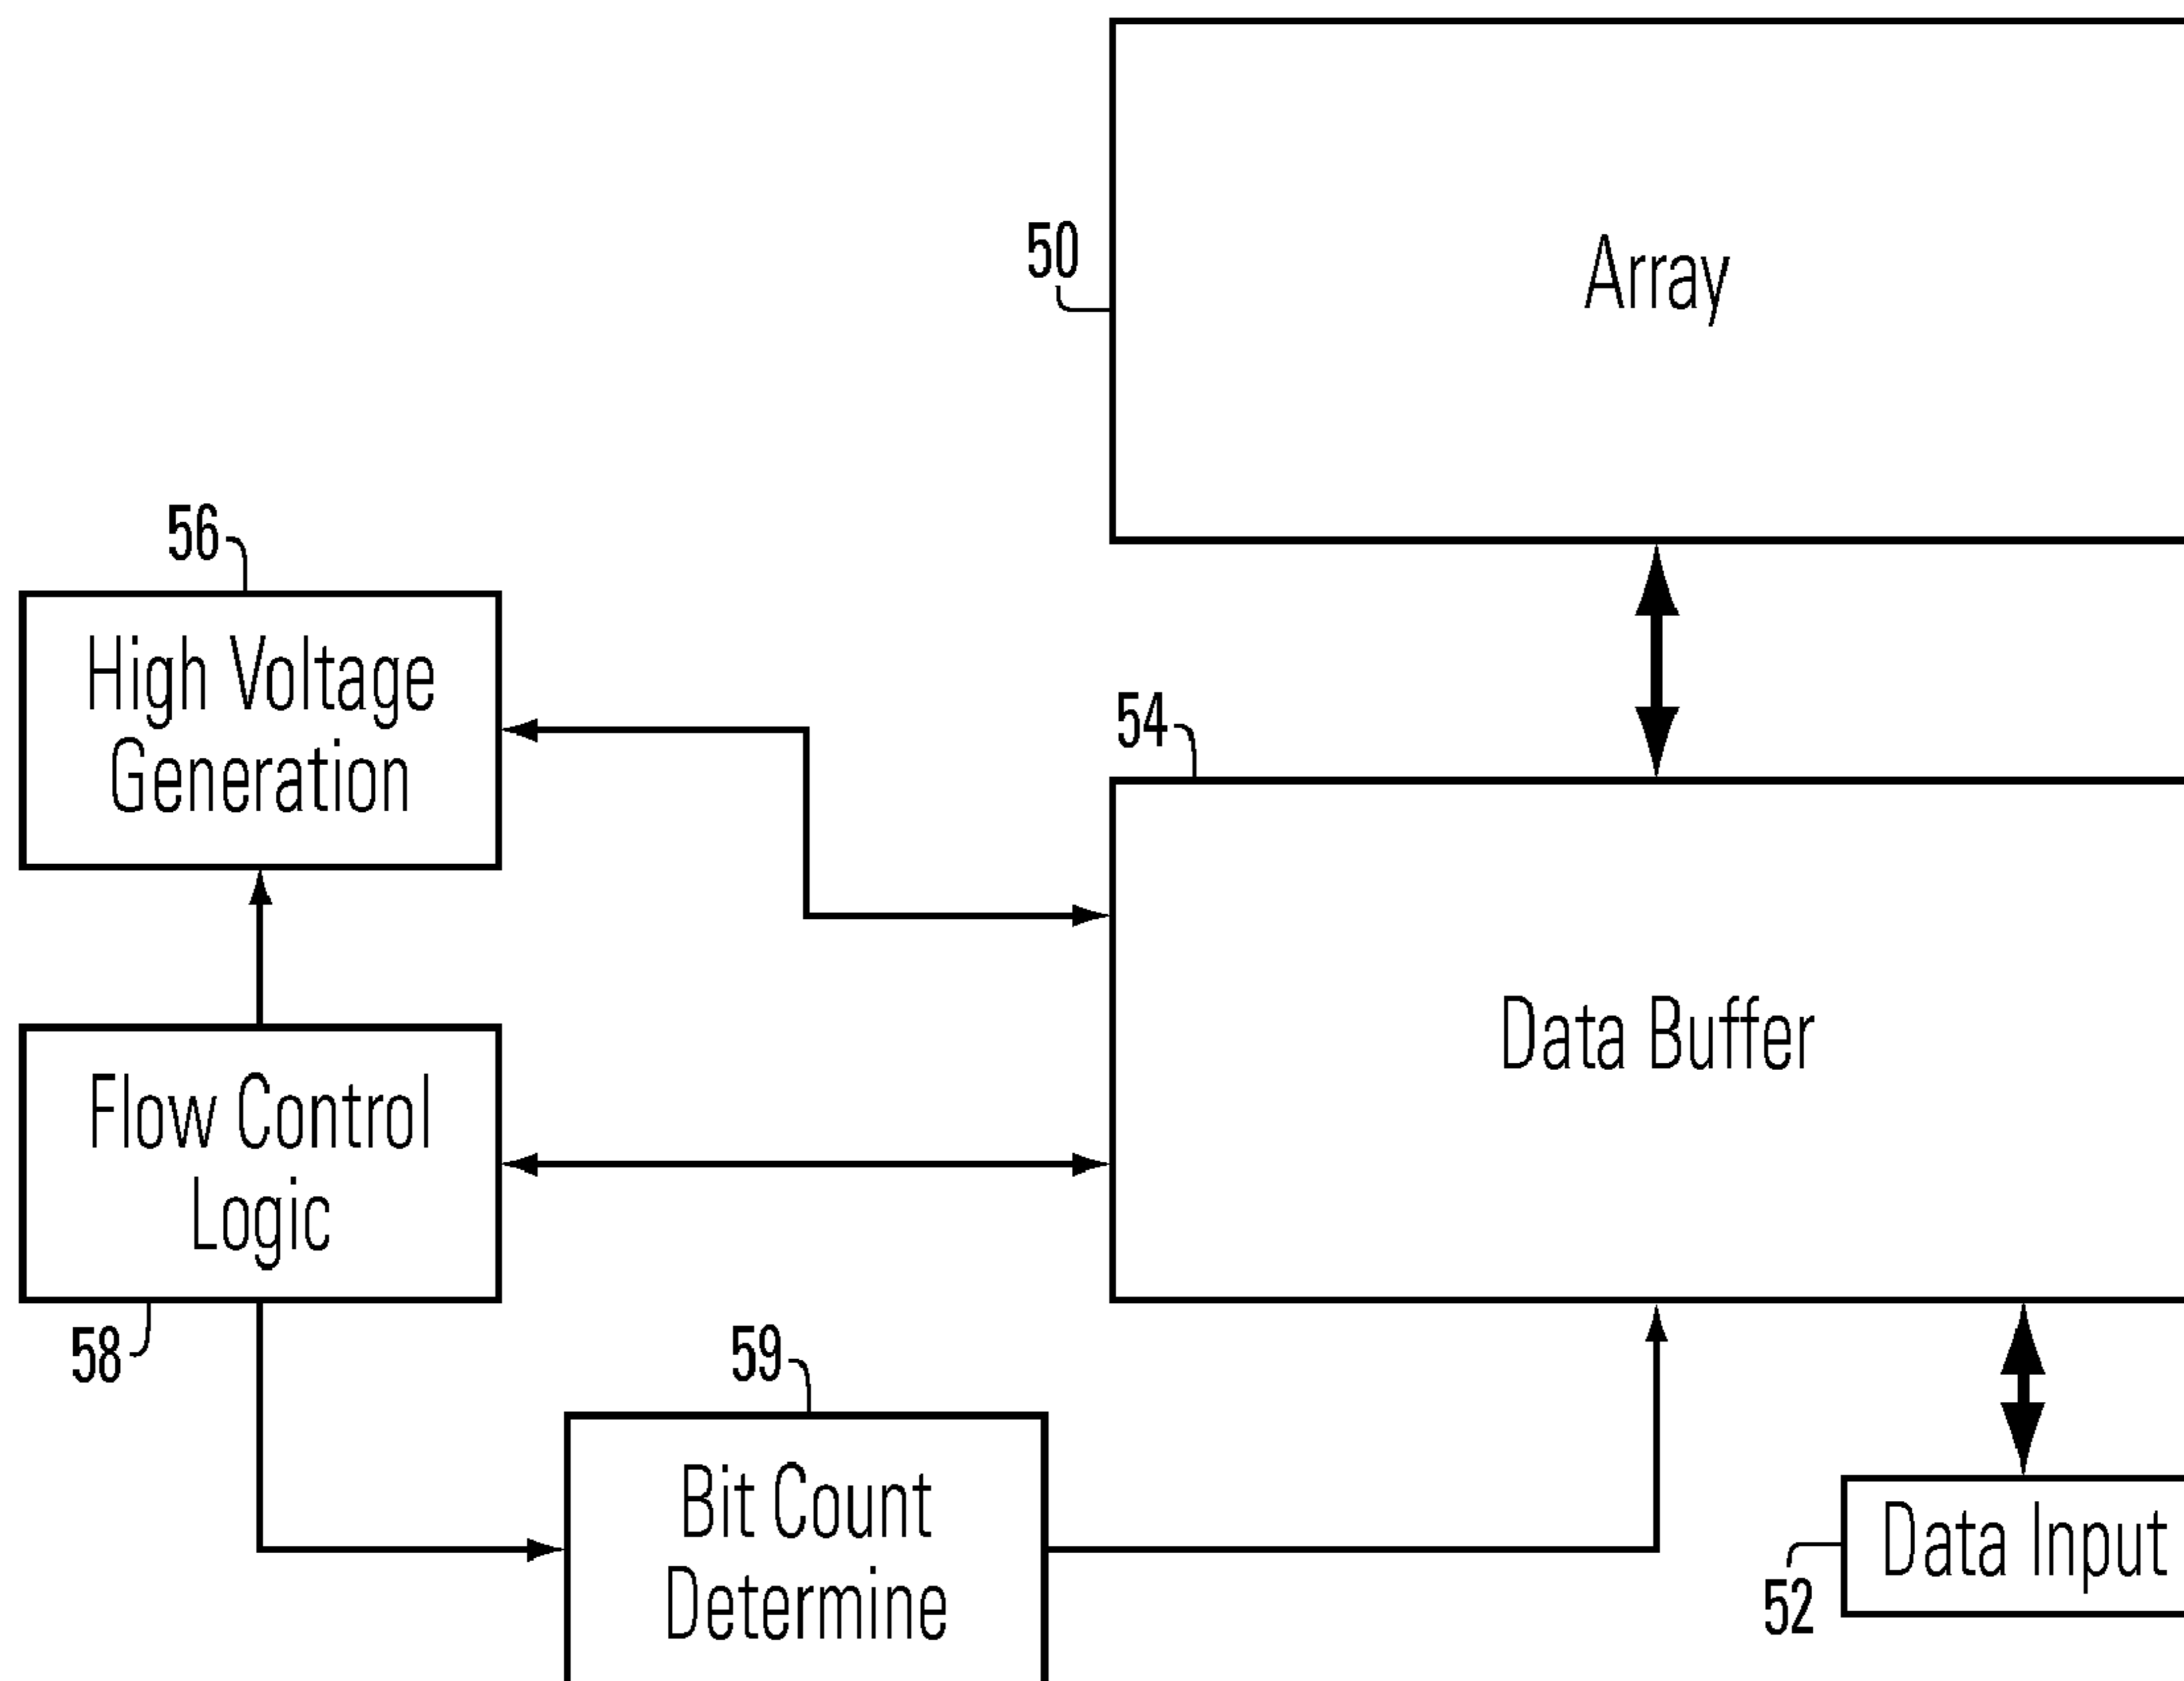 50
Array
56
High Voltage
Generation
54
Data Buffer
Flow Control
Logic
58
59
Bit Count
Determine
Data Input
52